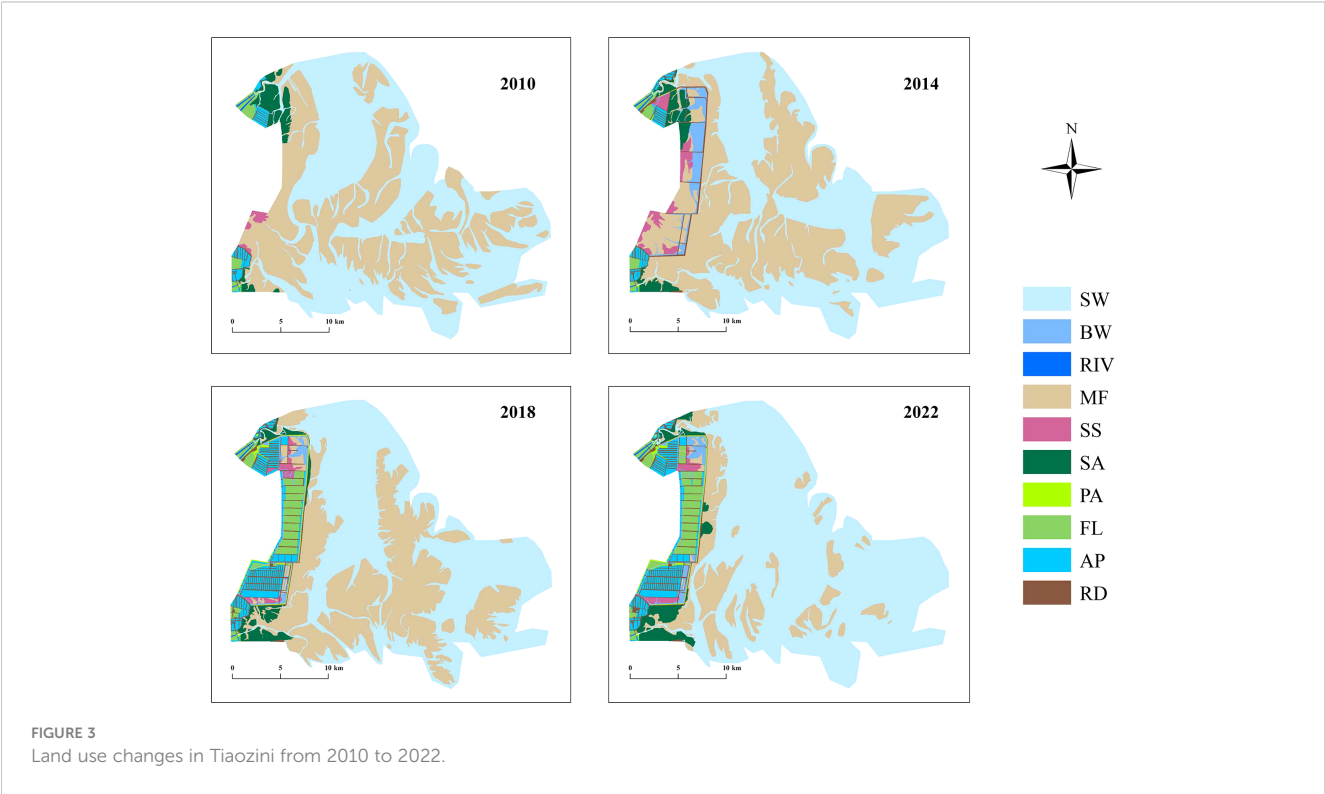 2010
0 5 10 km
2014
0 5 10 km
N
SW
BW
RIV
MF
SS
SA
PA
FL
AP
RD
2018
0 5 10 km
2022
0 5 10 km
FIGURE 3
Land use changes in Tiaozini from 2010 to 2022.